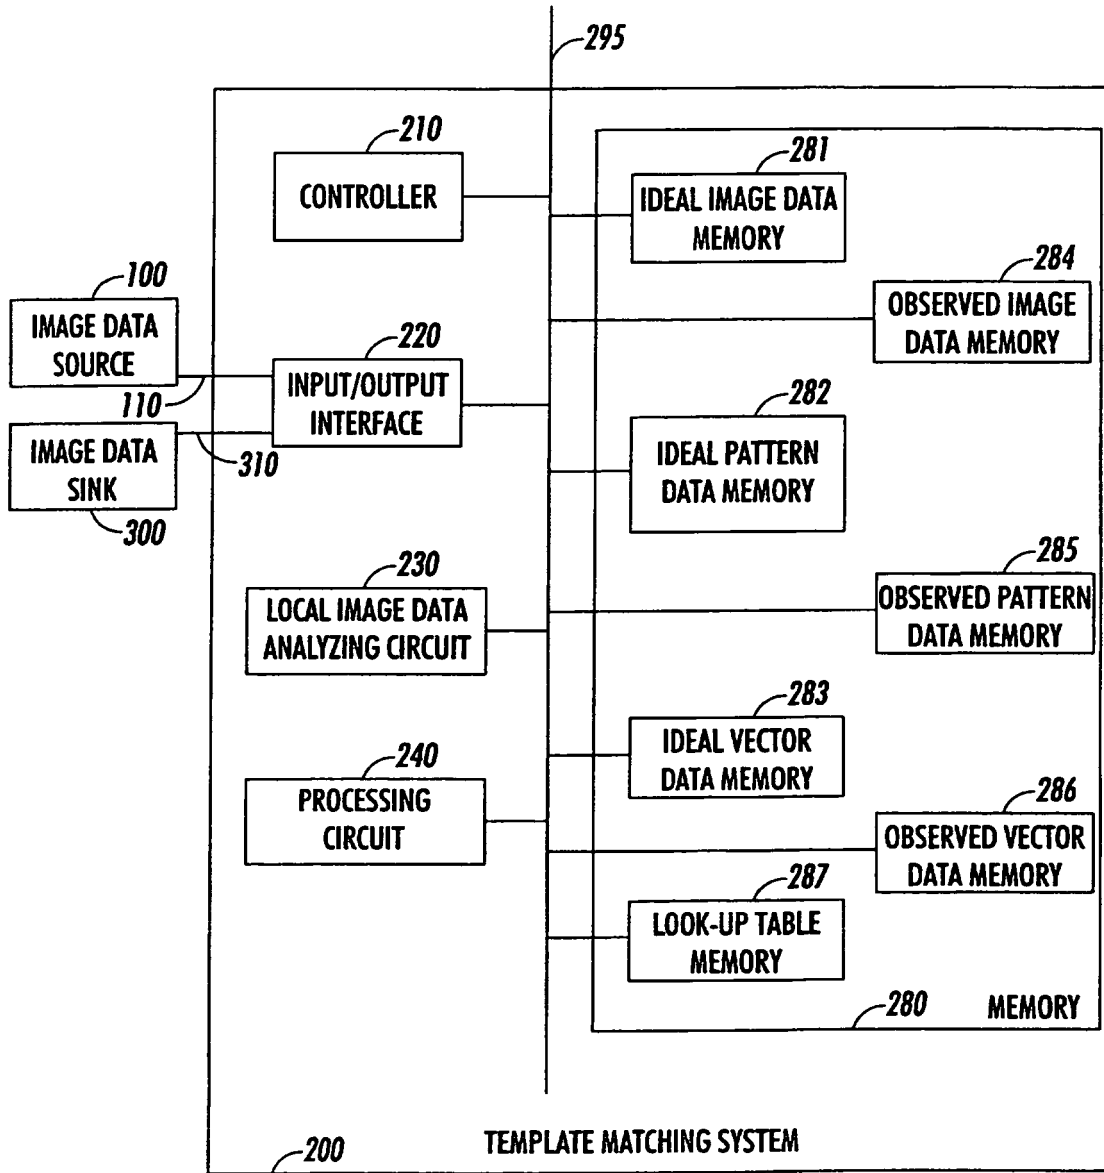 295
210
CONTROLLER
281
IDEAL IMAGE DATA
MEMORY
100
IMAGE DATA
SOURCE
110
284
OBSERVED IMAGE
DATA MEMORY
220
INPUT/OUTPUT
INTERFACE
282
IDEAL PATTERN
DATA MEMORY
IMAGE DATA
SINK
310
300
230
LOCAL IMAGE DATA
ANALYZING CIRCUIT
285
OBSERVED PATTERN
DATA MEMORY
283
IDEAL VECTOR
DATA MEMORY
240
PROCESSING
CIRCUIT
286
OBSERVED VECTOR
DATA MEMORY
287
LOOK-UP TABLE
MEMORY
280
MEMORY
200
TEMPLATE MATCHING SYSTEM